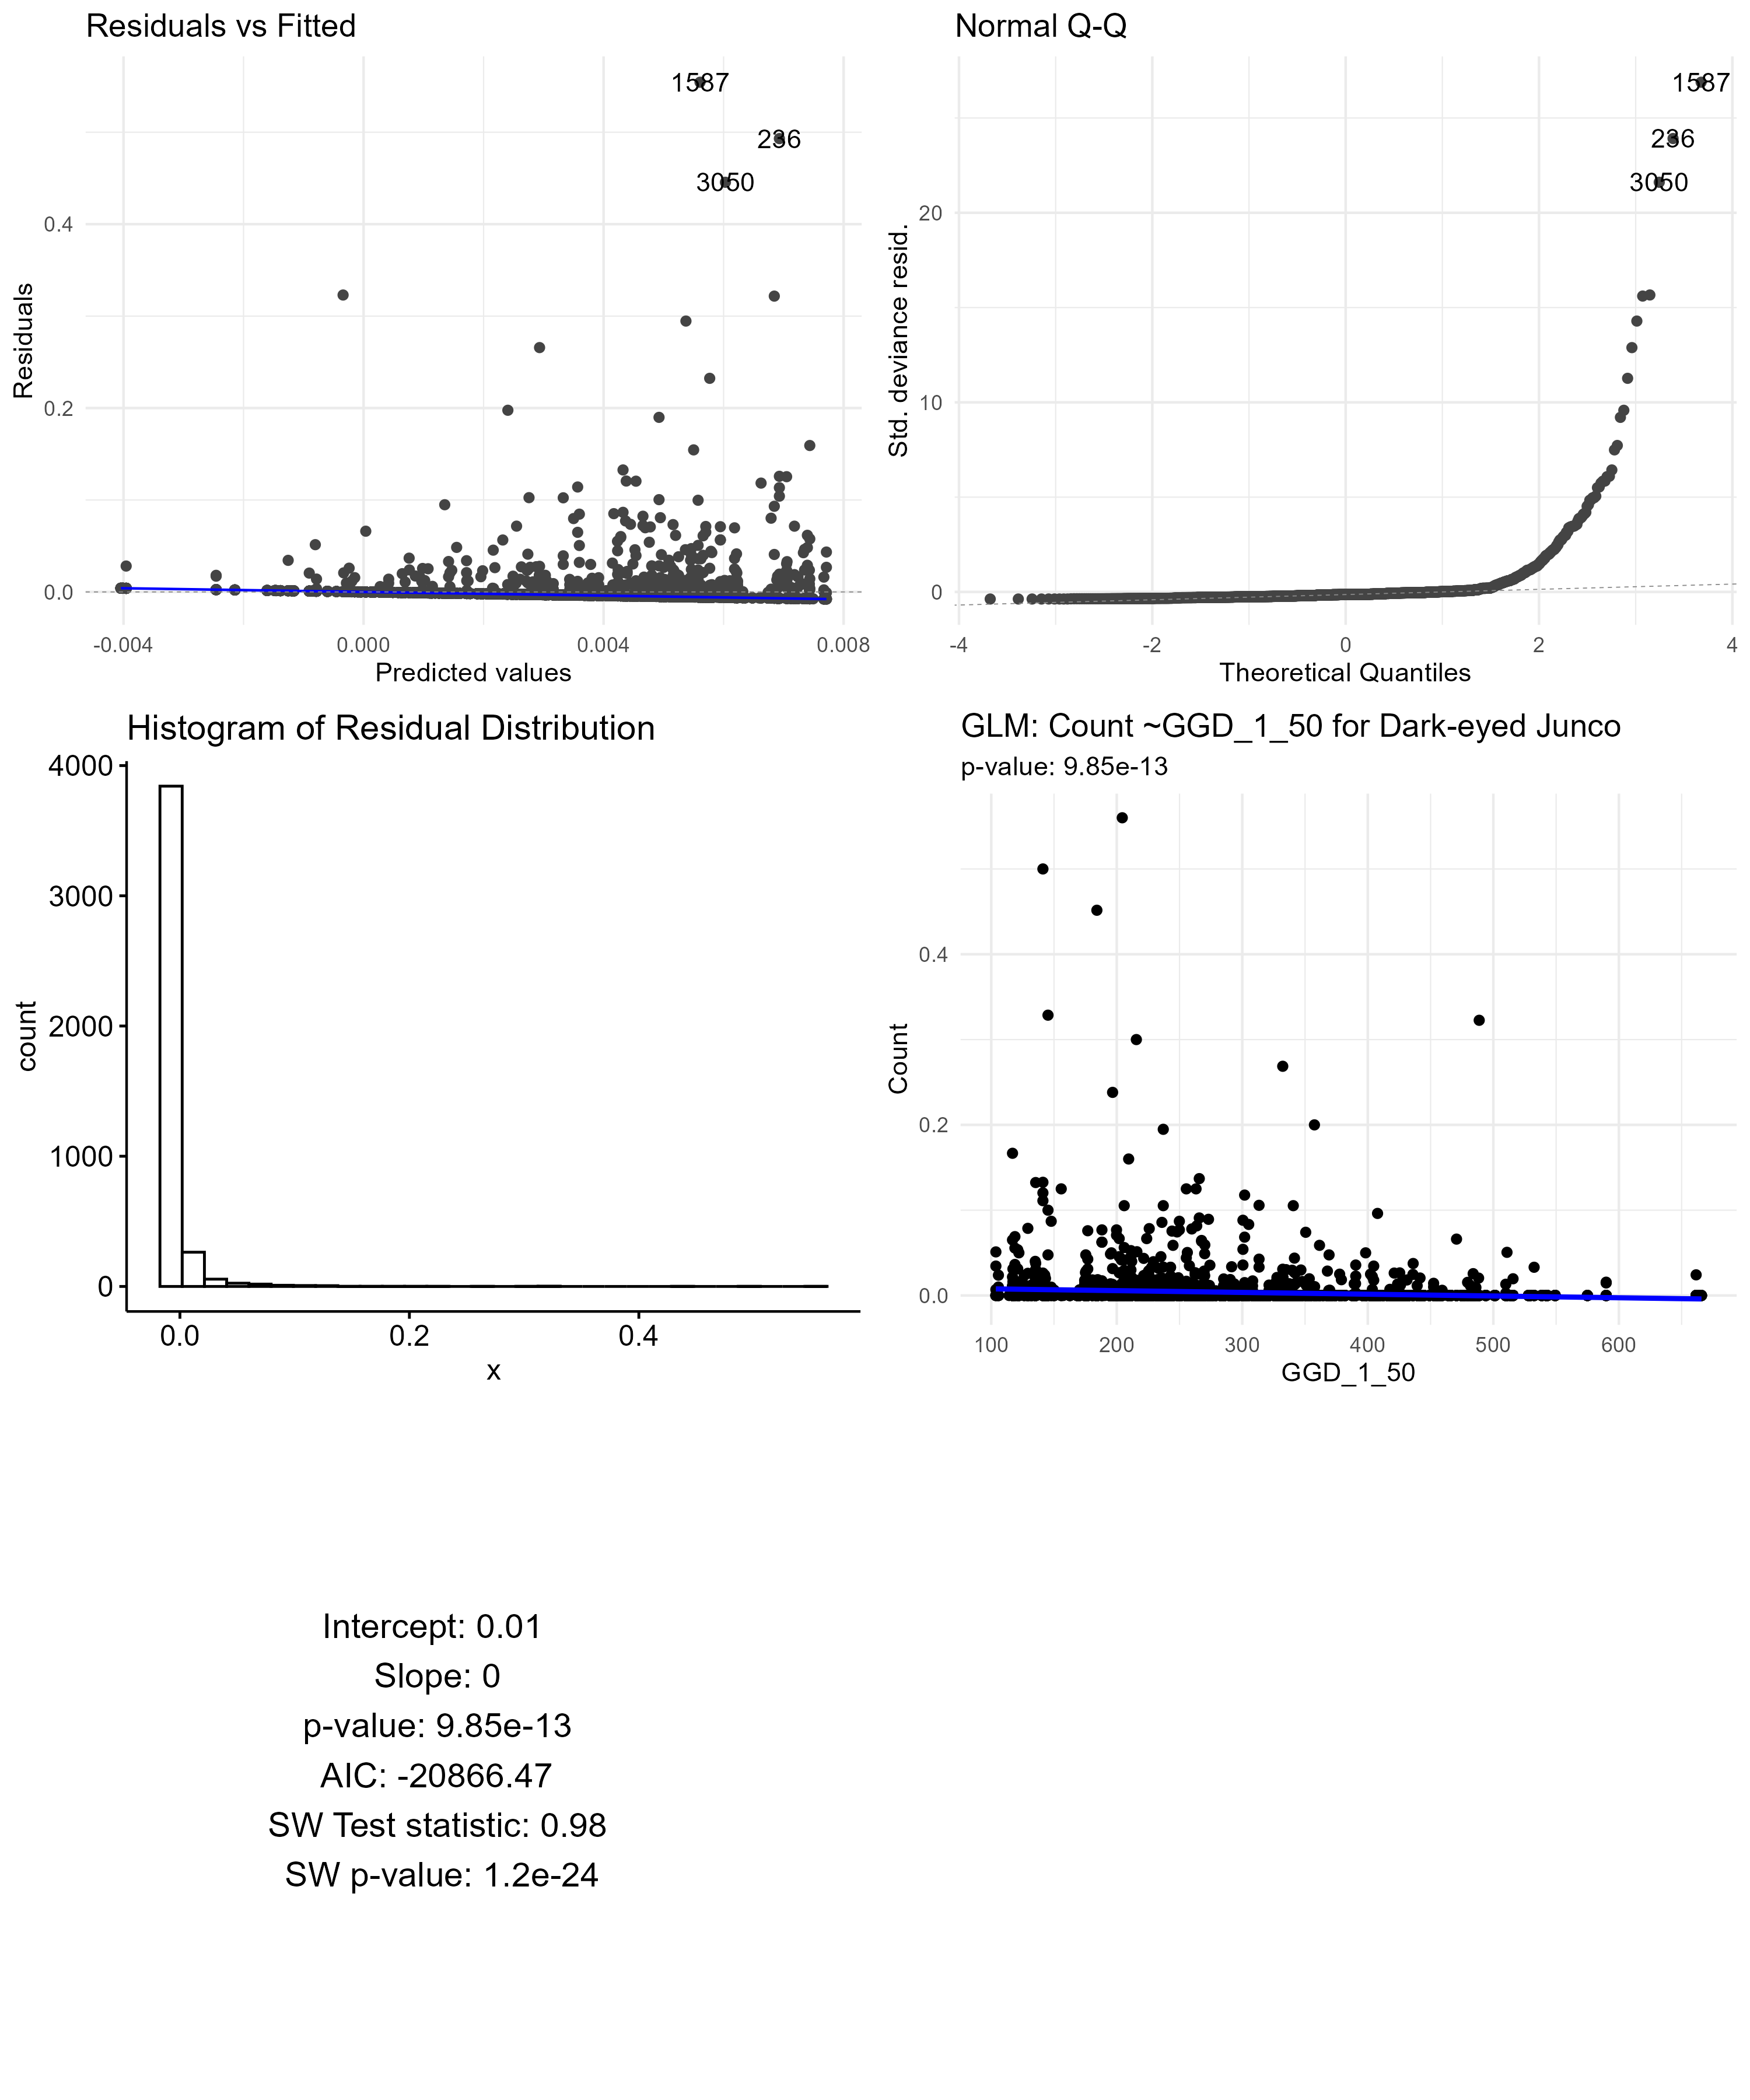 Residuals vs Fitted
1587
236
3050
0.4
0.2
0.0
Residuals
-0.004 0.000 0.004 0.008
Predicted values
Normal Q-Q
1587
236
3050
20
10
0
Std. deviance resid.
-4 -2 0 2 4
Theoretical Quantiles
Histogram of Residual Distribution
4000
3000
2000
1000
0
count
0.0 0.2 0.4
x
GLM: Count ~GGD_1_50 for Dark-eyed Junco
p-value: 9.85e-13
0.4
0.2
0.0
Count
100 200 300 400 500 600
GGD_1_50
Intercept: 0.01
Slope: 0
p-value: 9.85e-13
AIC: -20866.47
SW Test statistic: 0.98
SW p-value: 1.2e-24